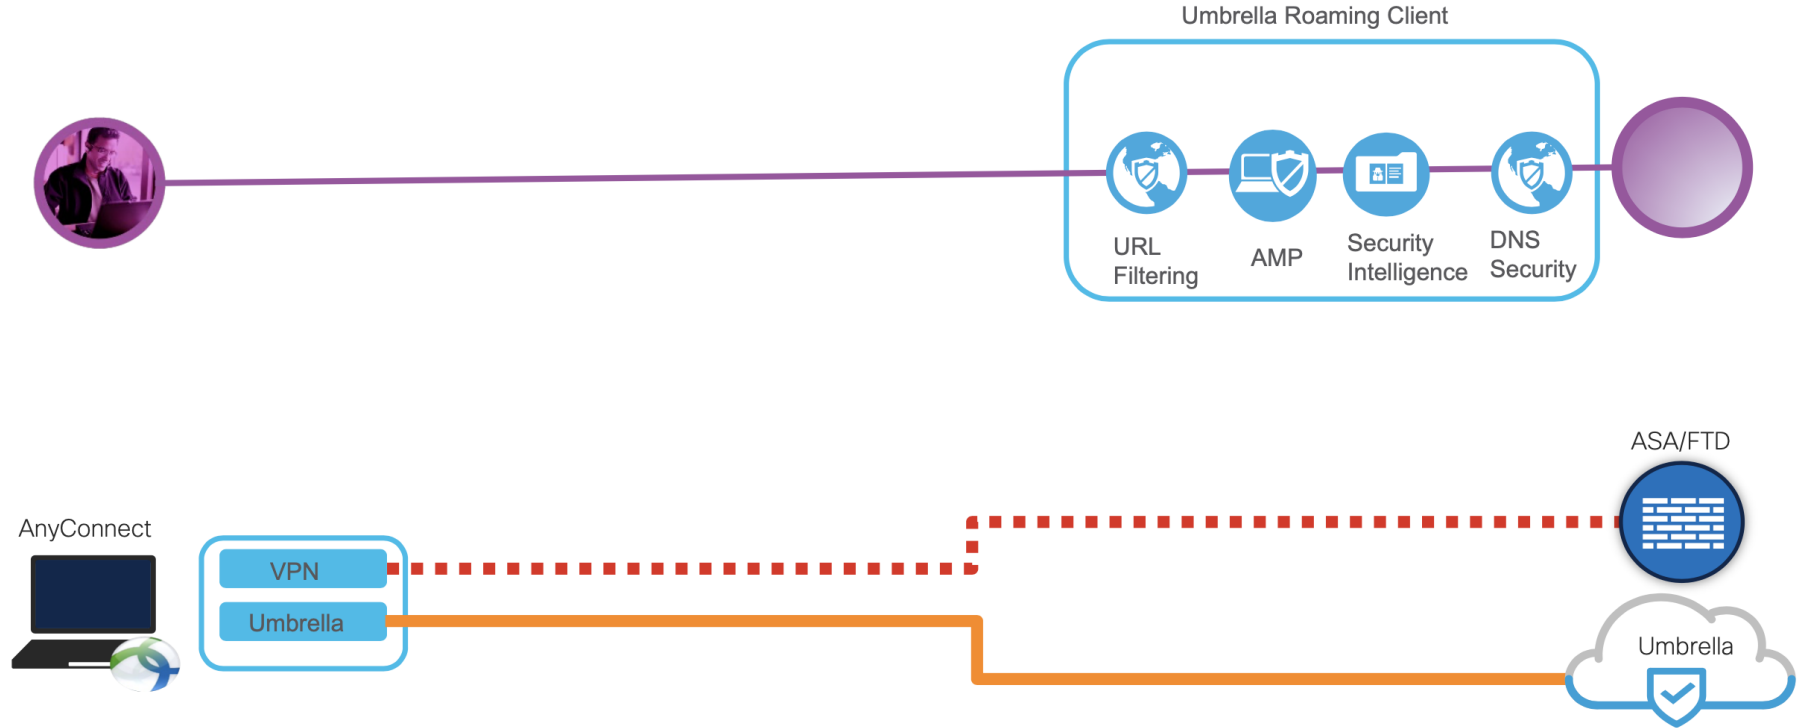 Umbrella Roaming Client
URL
Filtering
AMP
Security
Intelligence
DNS
Security
ASA/FTD
AnyConnect
VPN
Umbrella
Umbrella